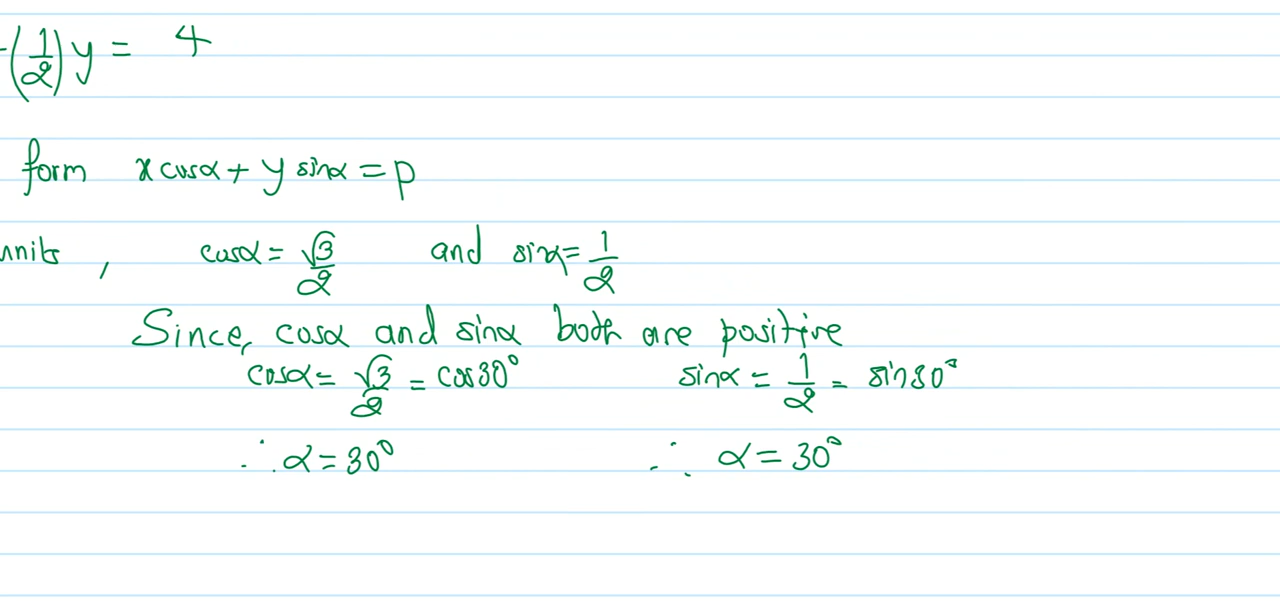 -(1/2)y = 4
form x cosα + y sinα = p
units, cosα = √3/2 and sinα = 1/2
Since, cosα and sinα both are positive
cosα = √3/2 = cos30° sinα = 1/2 = sin30°
∴ α = 30° ∴ α = 30°